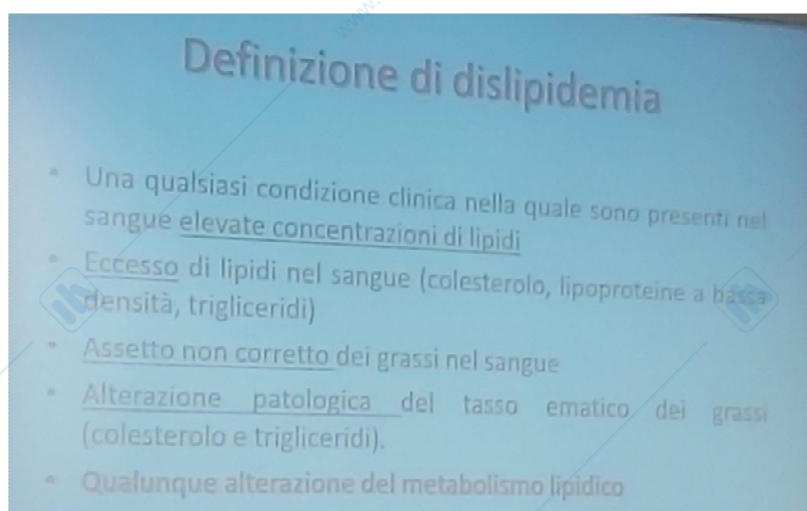 Definizione di dislipidemia
• Una qualsiasi condizione clinica nella quale sono presenti nel
sangue elevate concentrazioni di lipidi
• Eccesso di lipidi nel sangue (colesterolo, lipoproteine a bassa
densità, trigliceridi)
• Assetto non corretto dei grassi nel sangue
• Alterazione patologica del tasso ematico dei grassi
(colesterolo e trigliceridi).
• Qualunque alterazione del metabolismo lipidico